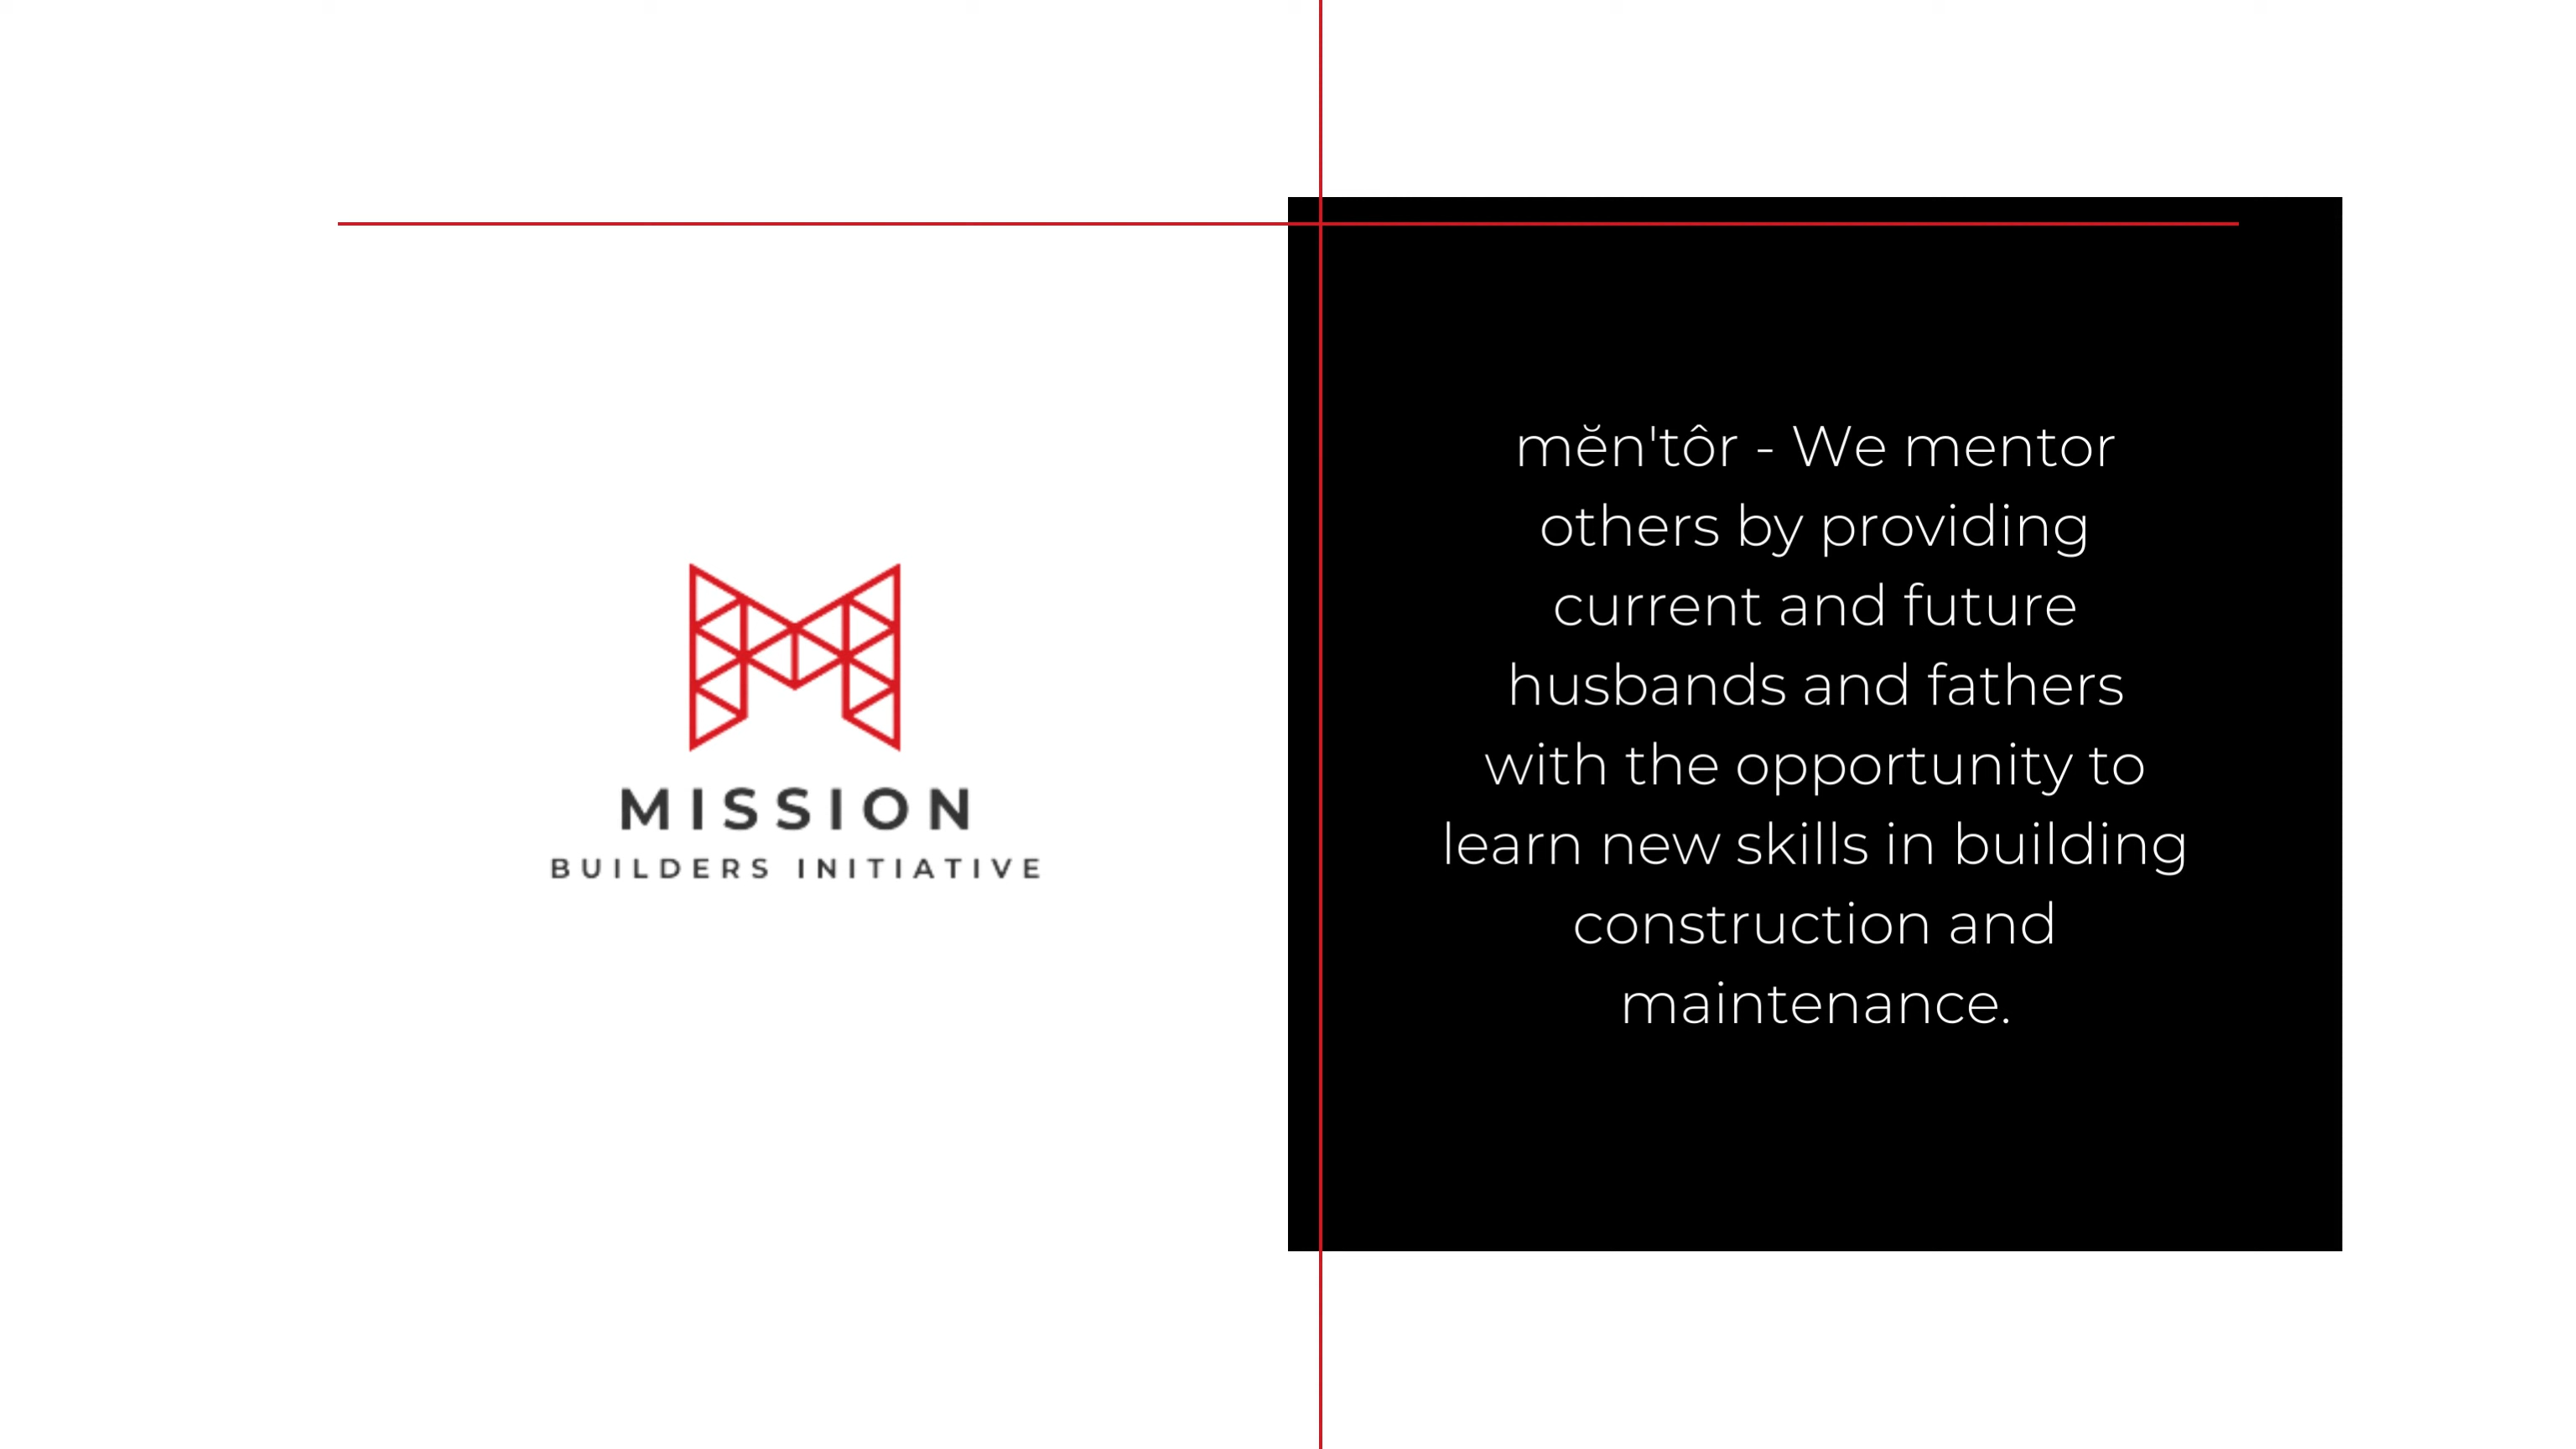 MISSION
BUILDERS INITIATIVE
mĕn'tôr - We mentor
others by providing
current and future
husbands and fathers
with the opportunity to
learn new skills in building
construction and
maintenance.